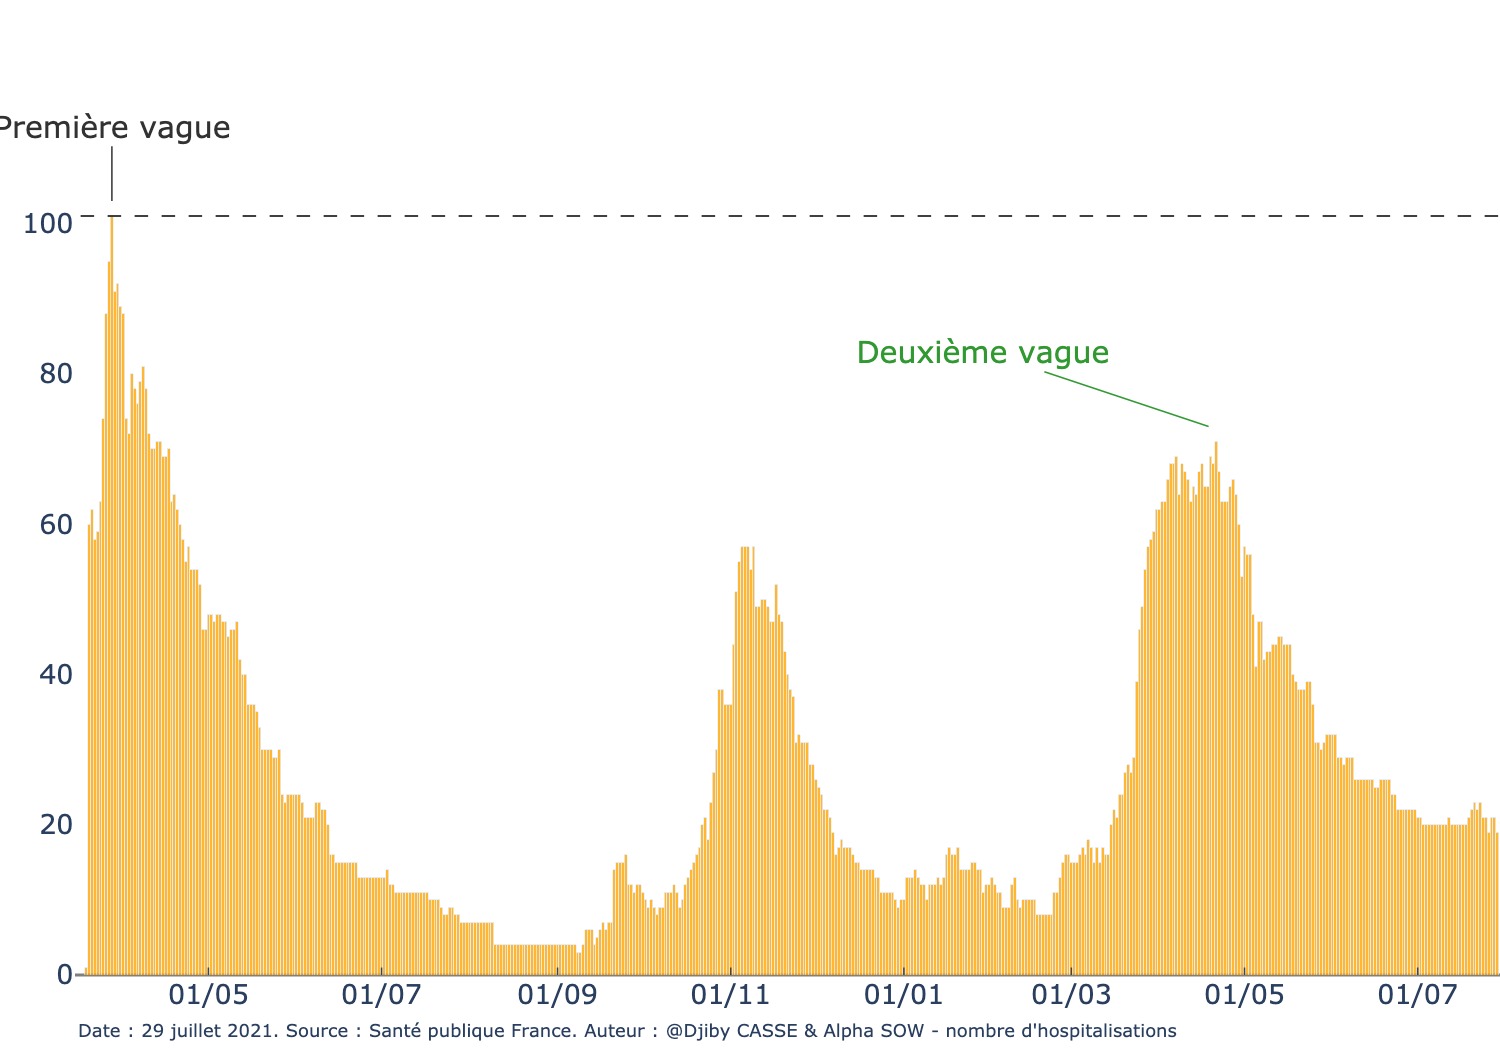 Première vague
100
80
Deuxième vague
60
40
20
0
01/05 01/07 01/09 01/11 01/01 01/03 01/05 01/07
Date : 29 juillet 2021. Source : Santé publique France. Auteur : @Djiby CASSE & Alpha SOW - nombre d'hospitalisations